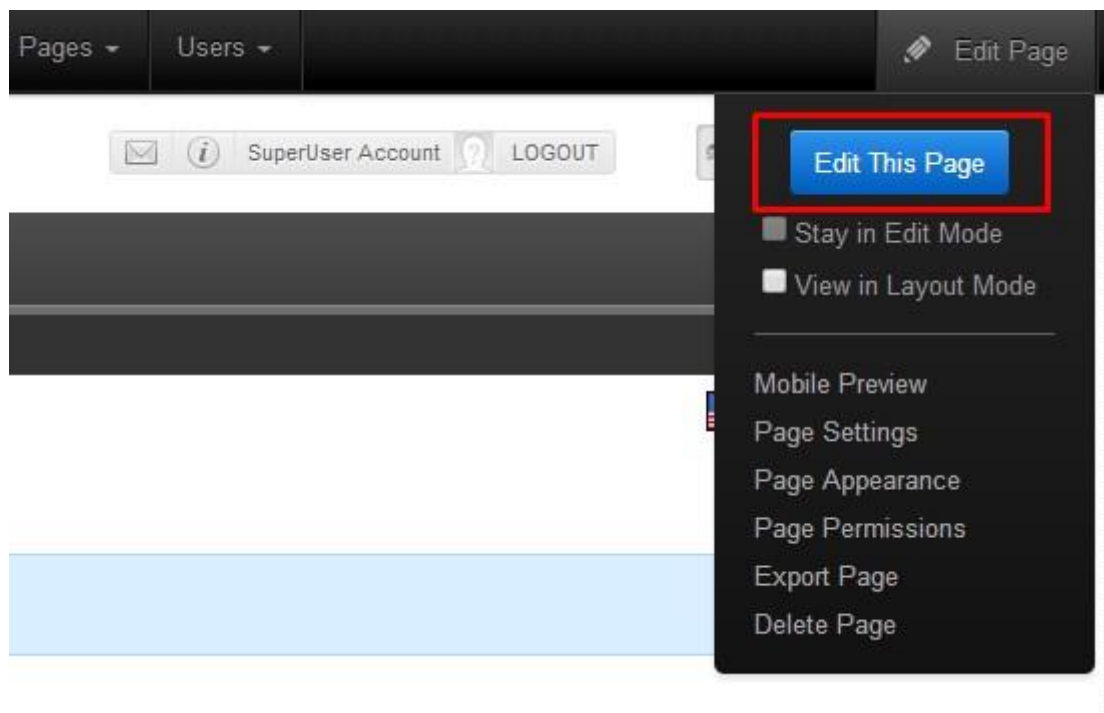 Pages Users Edit Page
SuperUser Account LOGOUT
Edit This Page
Stay in Edit Mode
View in Layout Mode
Mobile Preview
Page Settings
Page Appearance
Page Permissions
Export Page
Delete Page